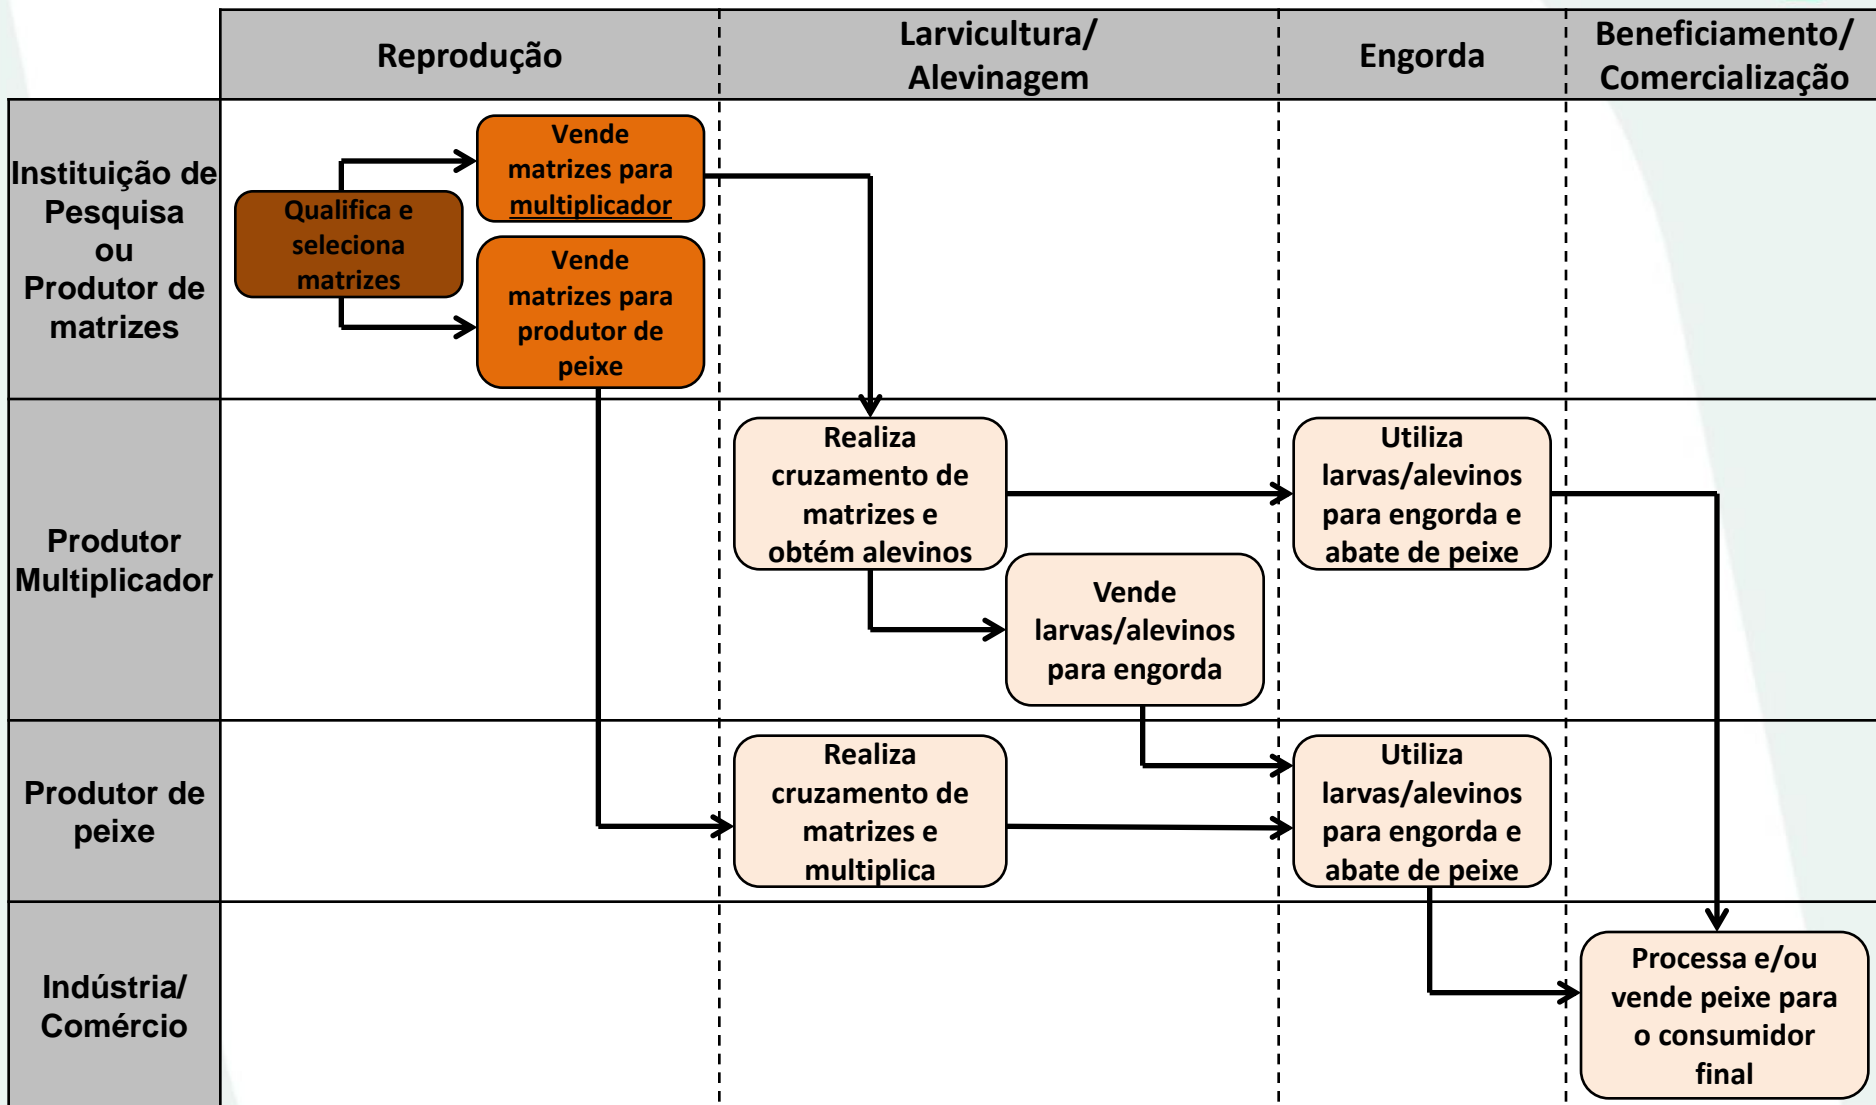 Reprodução
Larvicultura/
Alevinagem
Engorda
Beneficiamento/
Comercialização
Instituição de
Pesquisa
ou
Produtor de
matrizes
Qualifica e
seleciona
matrizes
Vende
matrizes para
multiplicador
Vende
matrizes para
produtor de
peixe
Produtor
Multiplicador
Realiza
cruzamento de
matrizes e
obtém alevinos
Vende
larvas/alevinos
para engorda
Utiliza
larvas/alevinos
para engorda e
abate de peixe
Produtor de
peixe
Realiza
cruzamento de
matrizes e
multiplica
Utiliza
larvas/alevinos
para engorda e
abate de peixe
Indústria/
Comércio
Processa e/ou
vende peixe para
o consumidor
final